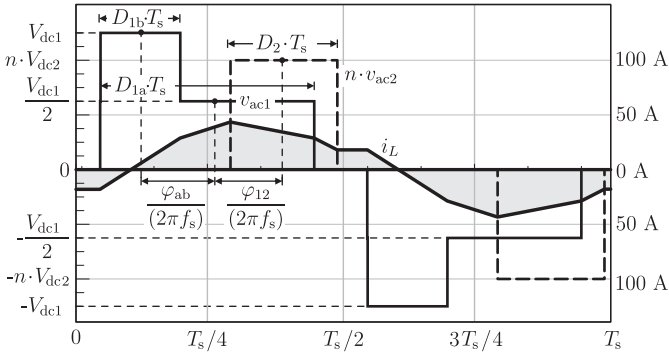 D1b·Ts
Vdc1
n·Vdc2
D2·Ts
100 A
n·vac2
D1a·Ts
Vdc1
2
vac1
50 A
iL
0
0 A
φab
(2πfs)
φ12
(2πfs)
-Vdc1
2
50 A
-n·Vdc2
100 A
-Vdc1
0
Ts/4
Ts/2
3Ts/4
Ts